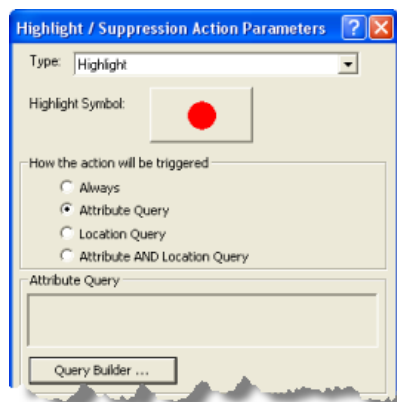 Highlight / Suppression Action Parameters
Type: Highlight
Highlight Symbol:
How the action will be triggered
Always
Attribute Query
Location Query
Attribute AND Location Query
Attribute Query
Query Builder ...